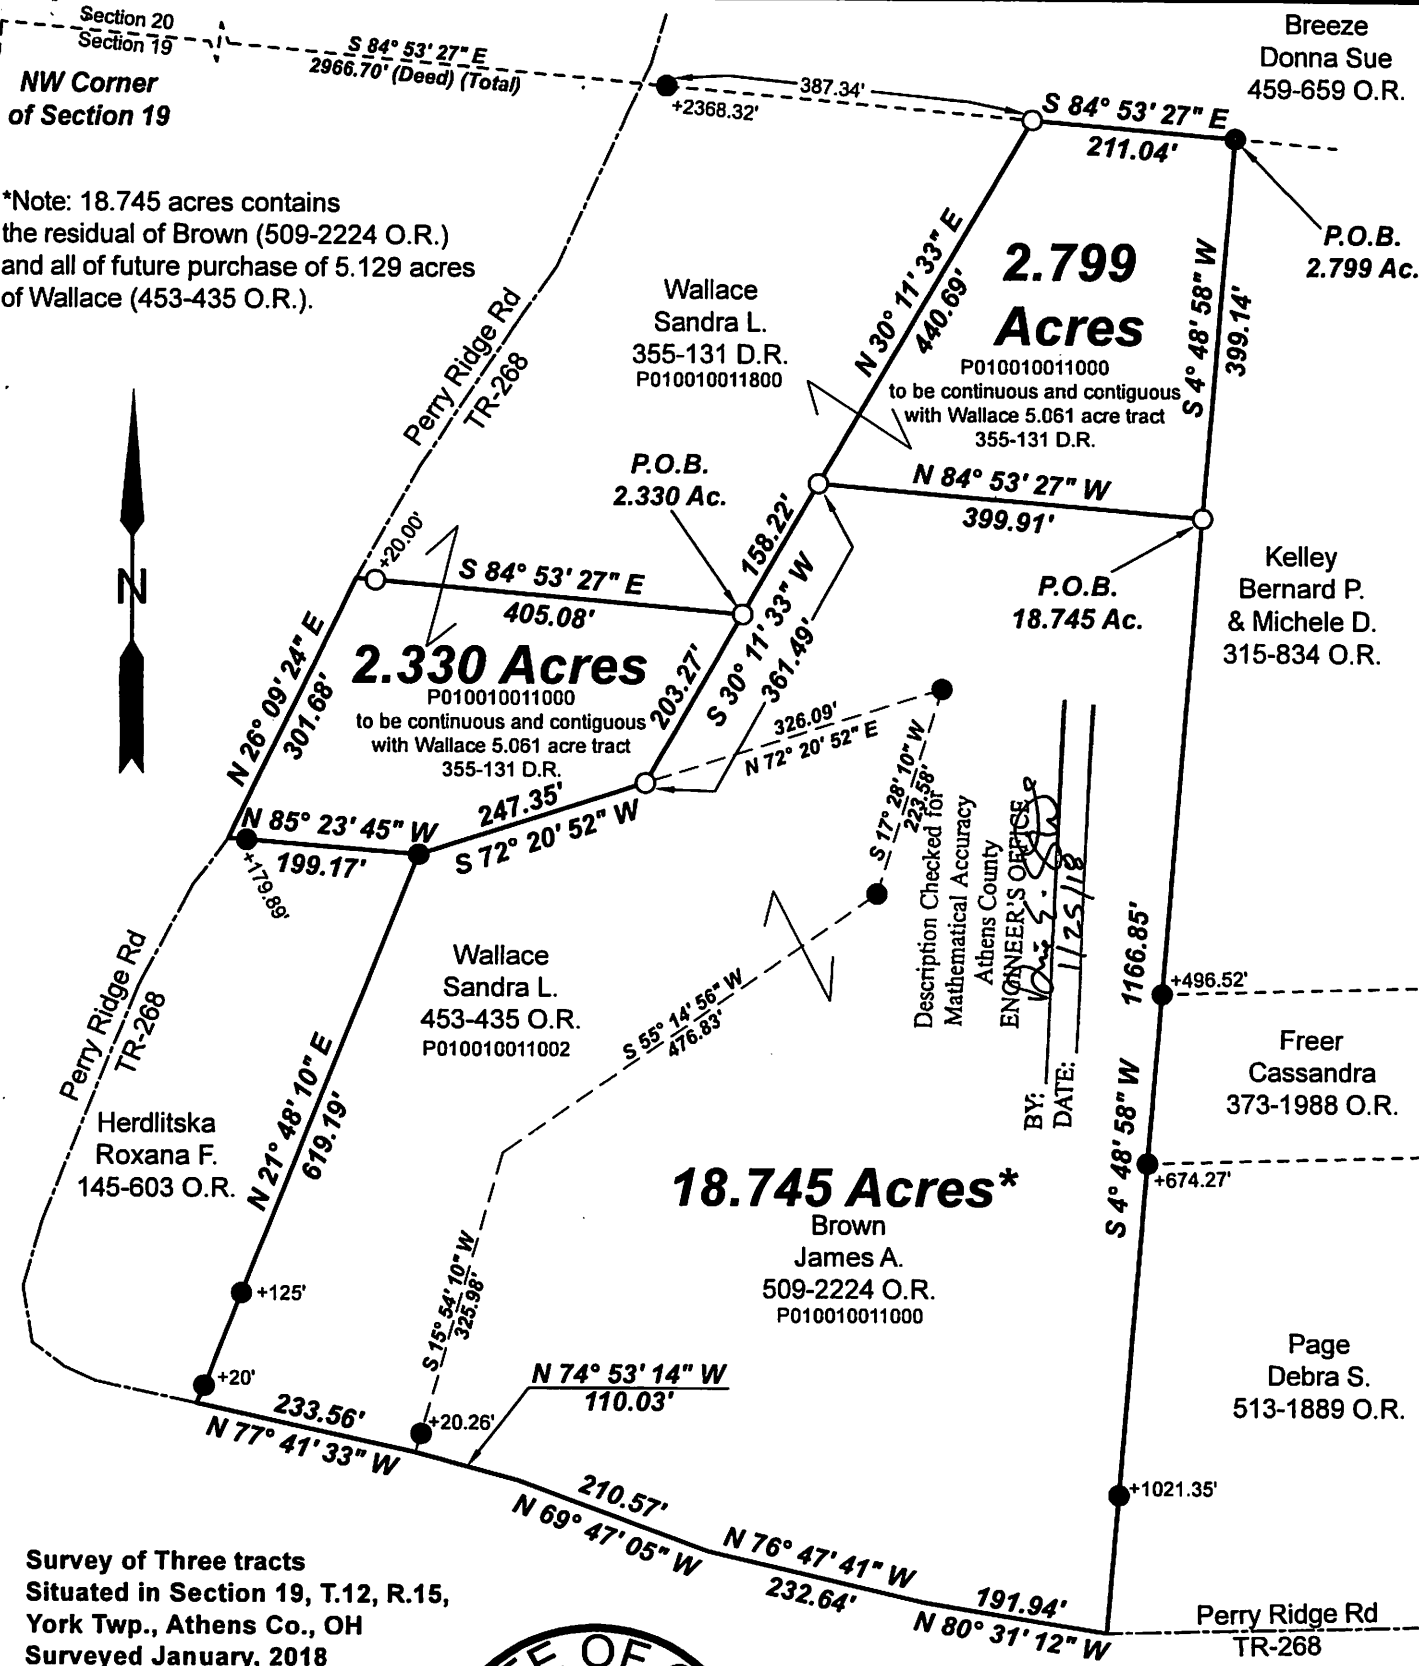 Section 20
Section 19
NW Corner
of Section 19
S 84° 53' 27" E
2966.70' (Deed) (Total)
+2368.32'
387.34'
S 84° 53' 27" E
211.04'
Breeze
Donna Sue
459-659 O.R.
*Note: 18.745 acres contains
the residual of Brown (509-2224 O.R.)
and all of future purchase of 5.129 acres
of Wallace (453-435 O.R.).
P.O.B.
2.799 Ac.
Perry Ridge Rd
TR-268
Wallace
Sandra L.
355-131 D.R.
P010010011800
N 30° 11' 33" E
440.69'
2.799
Acres
P010010011000
to be continuous and contiguous
with Wallace 5.061 acre tract
355-131 D.R.
S 4° 48' 58" W
399.14'
P.O.B.
2.330 Ac.
N 84° 53' 27" W
399.91'
158.22'
N
+20.00'
S 84° 53' 27" E
405.08'
P.O.B.
18.745 Ac.
Kelley
Bernard P.
& Michele D.
315-834 O.R.
2.330 Acres
P010010011000
to be continuous and contiguous
with Wallace 5.061 acre tract
355-131 D.R.
203.27'
S 30° 11' 33" W
361.49'
N 26° 09' 24" E
301.68'
326.09'
N 72° 20' 52" E
S 17° 28' 10" W
223.58'
247.35'
S 72° 20' 52" W
N 85° 23' 45" W
199.17'
+179.89'
Description Checked for
Mathematical Accuracy
Athens County
ENGINEER'S OFFICE
BY:
DATE: 1/25/18
Wallace
Sandra L.
453-435 O.R.
P010010011002
S 55° 14' 56" W
476.83'
1166.85'
S 4° 48' 58" W
+496.52'
Freer
Cassandra
373-1988 O.R.
+674.27'
Perry Ridge Rd
TR-268
Herdlitska
Roxana F.
145-603 O.R.
N 21° 48' 10" E
619.19'
18.745 Acres*
Brown
James A.
509-2224 O.R.
P010010011000
S 15° 54' 10" W
325.98'
+125'
+20'
+20.26'
N 74° 53' 14" W
110.03'
Page
Debra S.
513-1889 O.R.
+1021.35'
233.56'
N 77° 41' 33" W
210.57'
N 69° 47' 05" W
N 76° 47' 41" W
232.64'
191.94'
N 80° 31' 12" W
Perry Ridge Rd
TR-268
Survey of Three tracts
Situated in Section 19, T.12, R.15,
York Twp., Athens Co., OH
Surveyed January, 2018
E OF